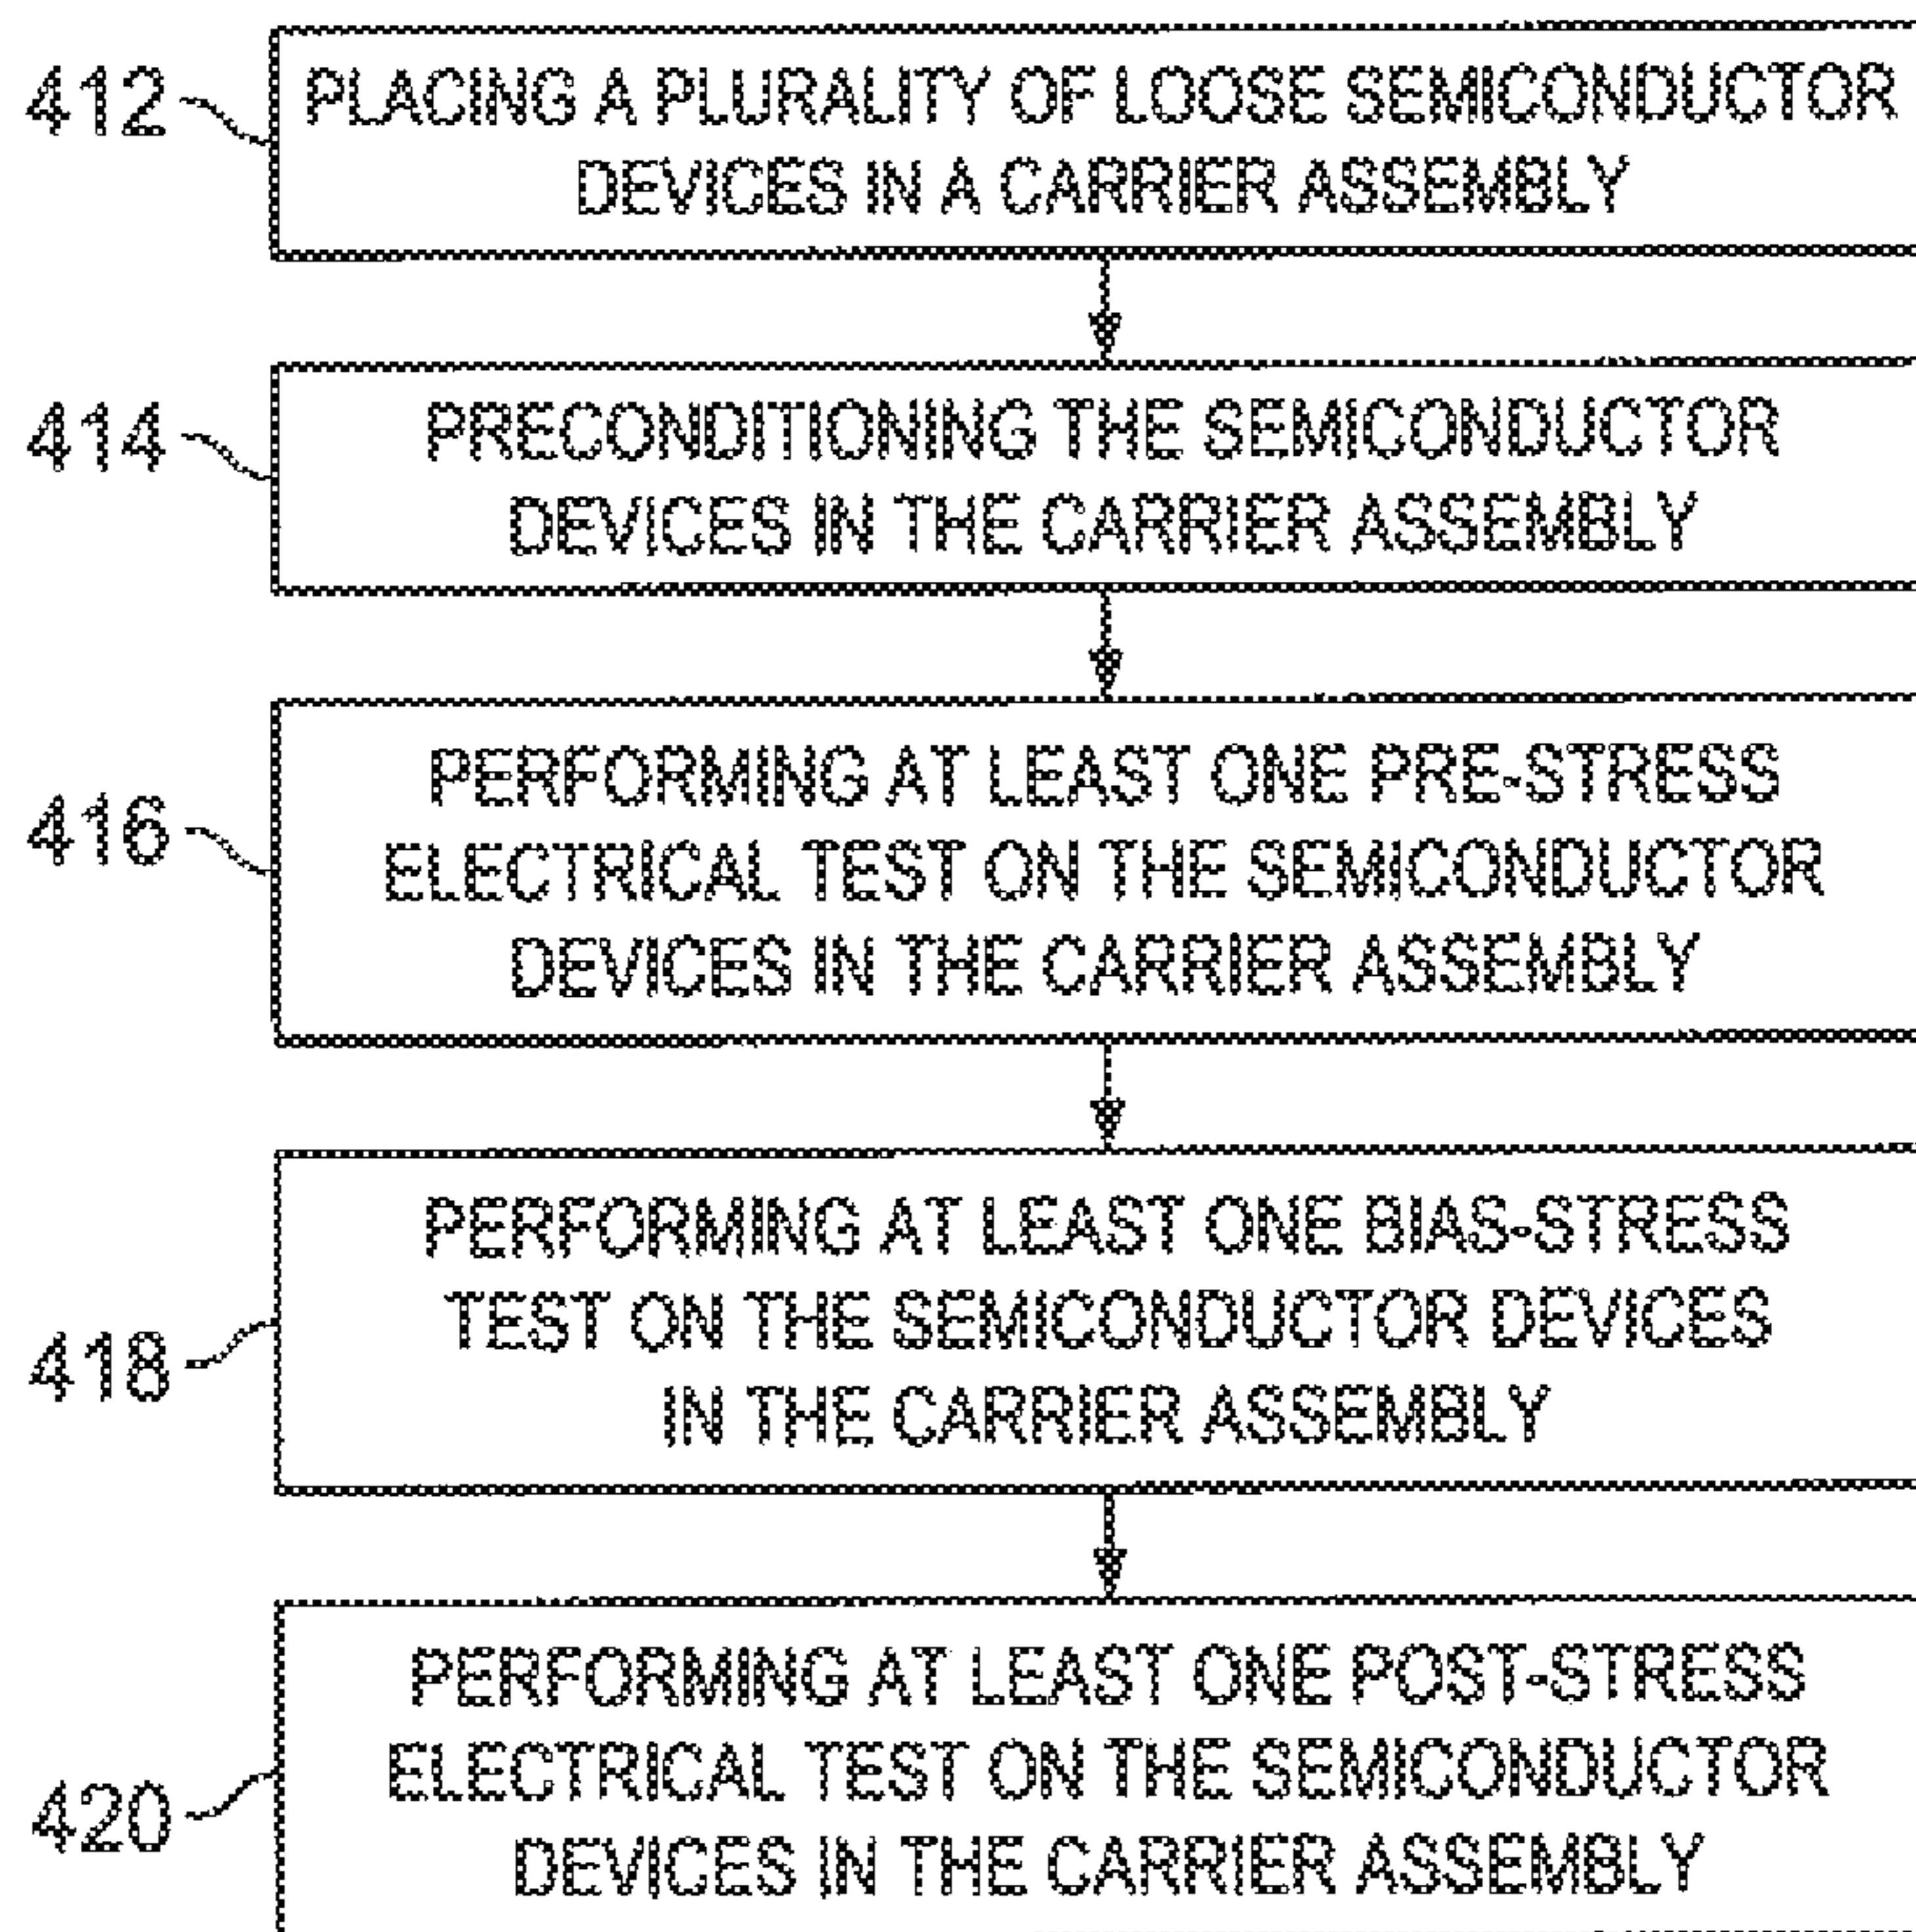 412
PLACING A PLURALITY OF LOOSE SEMICONDUCTOR
DEVICES IN A CARRIER ASSEMBLY
414
PRECONDITIONING THE SEMICONDUCTOR
DEVICES IN THE CARRIER ASSEMBLY
416
PERFORMING AT LEAST ONE PRE-STRESS
ELECTRICAL TEST ON THE SEMICONDUCTOR
DEVICES IN THE CARRIER ASSEMBLY
418
PERFORMING AT LEAST ONE BIAS-STRESS
TEST ON THE SEMICONDUCTOR DEVICES
IN THE CARRIER ASSEMBLY
420
PERFORMING AT LEAST ONE POST-STRESS
ELECTRICAL TEST ON THE SEMICONDUCTOR
DEVICES IN THE CARRIER ASSEMBLY